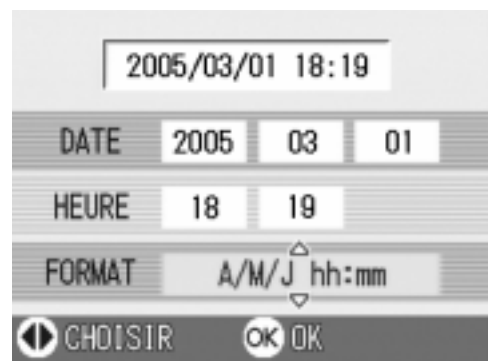 2005/03/01 18:19
DATE 2005 03 01
HEURE 18 19
FORMAT A/M/J hh:mm
CHOISIR OK OK